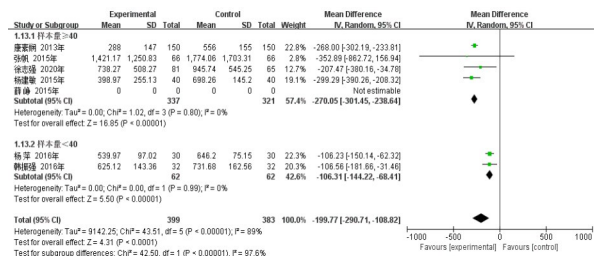 Experimental Control Mean Difference Mean Difference
Study or Subgroup Mean SD Total Mean SD Total Weight IV, Random, 95% CI IV, Random, 95% CI
1.13.1 样本量≥40
康素娴 2013年 288 147 150 556 155 150 22.8% -268.00 [-302.19, -233.81]
张帆 2015年 1,421.17 1,250.83 66 1,774.06 1,703.31 66 3.6% -352.89 [-862.72, 156.94]
徐志强 2020年 738.27 508.27 81 945.74 545.25 65 12.7% -207.47 [-380.16, -34.78]
杨建敏 2015年 398.97 255.13 40 698.26 145.2 40 -299.29 [-390.26, -208.32]
2015年 0 0 0 0 0 0 Not estimable
Subtotal (95% CI) 337 321 57.4% -270.05 [-301.45, -238.64]
Heterogeneity: Tau² = 0.00; Chi² = 1.02, df = 3 (P = 0.80); I² = 0%
Test for overall effect: Z = 16.85 (P < 0.00001)
1.13.2 样本量<40
杨萍 2016年 539.97 97.02 30 646.2 75.15 30 -106.23 [-150.14, -62.32]
韩振强 2016年 625.12 143.36 32 731.68 162.56 32 -106.56 [-181.66, -31.46]
Subtotal (95% CI) 62 62 42.6% -106.31 [-144.22, -68.41]
Heterogeneity: Tau² = 0.00; Chi² = 0.00, df = 1 (P = 0.99); I² = 0%
Test for overall effect: Z = 5.50 (P < 0.00001)
Total (95% CI) 399 383 100.0% -199.77 [-290.71, -108.82]
Heterogeneity: Tau² = 9142.25; Chi² = 43.51, df = 5 (P < 0.00001); I² = 89%
Test for overall effect: Z = 4.31 (P < 0.0001)
Test for subgroup differences: Chi² = 42.50, df = 1 (P < 0.00001), I² = 97.6%
-1000 -500 0 500 1000
Favours [experimental] Favours [control]